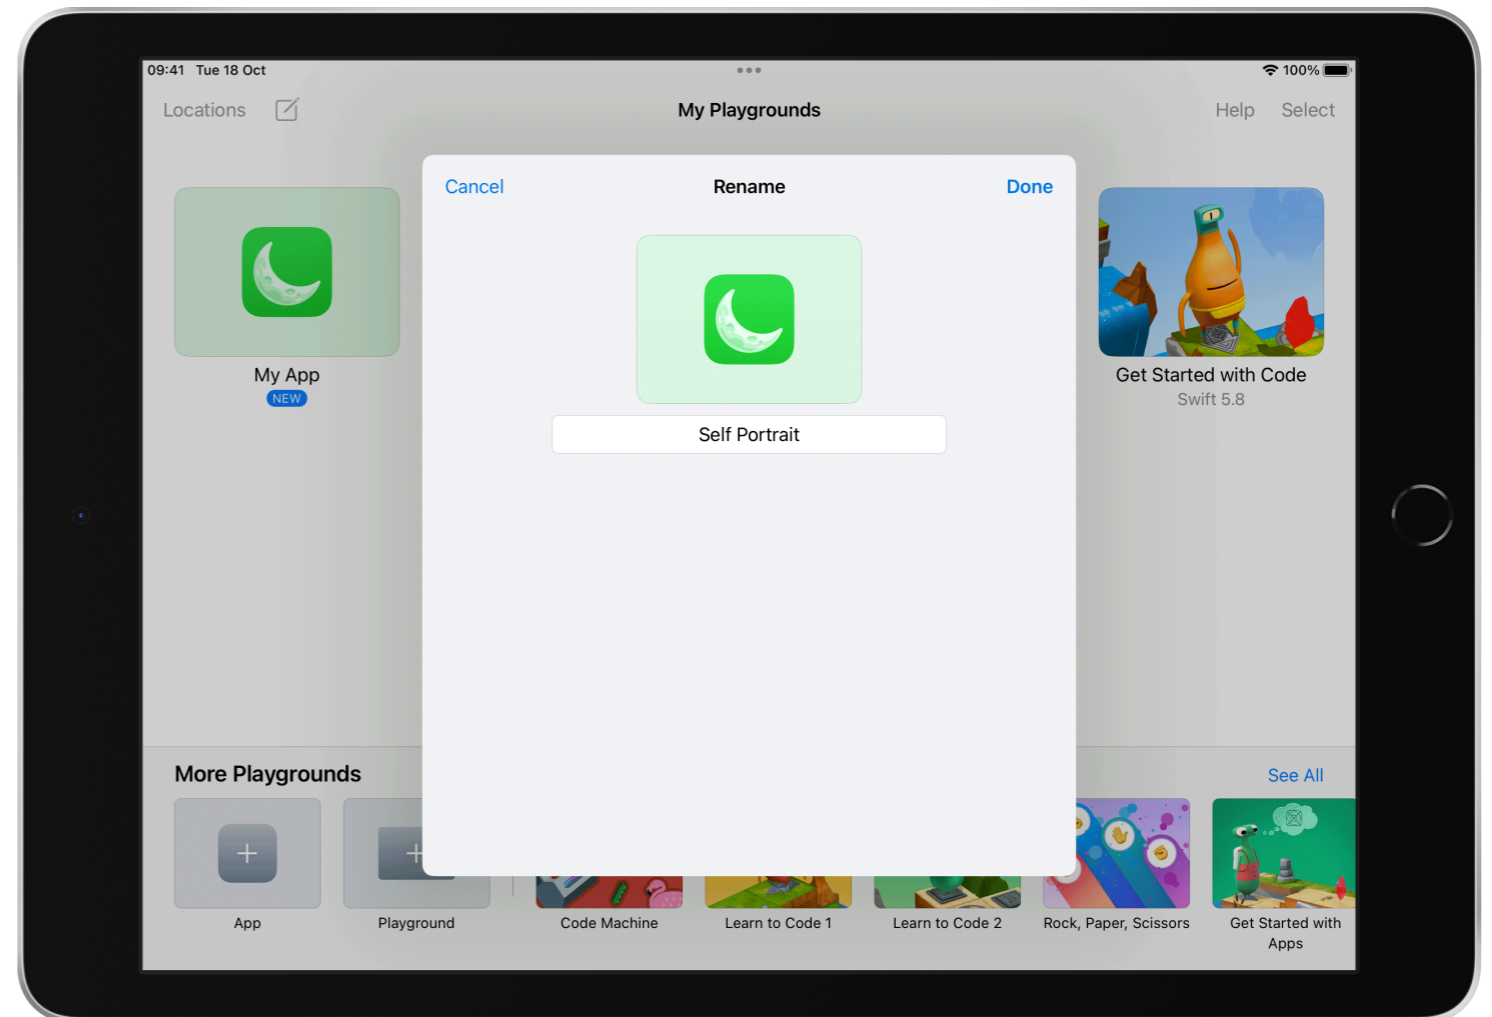 09:41 Tue 18 Oct
100%
Locations
My Playgrounds
Help Select
Cancel
Rename
Done
My App
NEW
Self Portrait
Get Started with Code
Swift 5.8
More Playgrounds
See All
App
Playground
Code Machine
Learn to Code 1
Learn to Code 2
Rock, Paper, Scissors
Get Started with
Apps